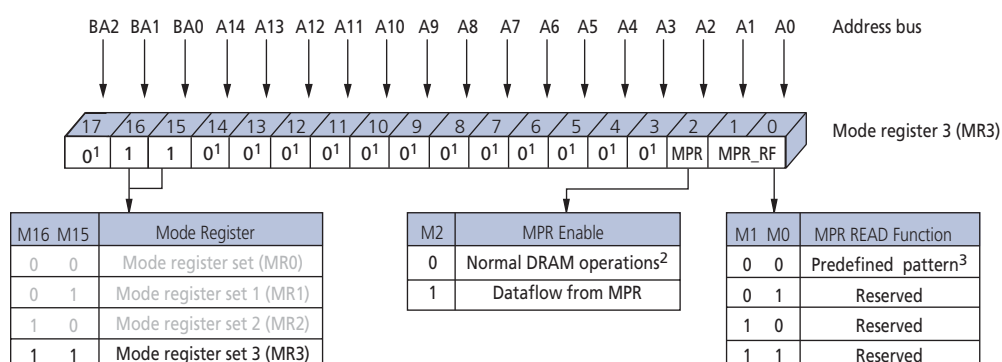 BA2 BA1 BA0 A14 A13 A12 A11 A10 A9 A8 A7 A6 A5 A4 A3 A2 A1 A0 Address bus
17 16 15 14 13 12 11 10 9 8 7 6 5 4 3 2 1 0 Mode register 3 (MR3)
0¹ 1 1 0¹ 0¹ 0¹ 0¹ 0¹ 0¹ 0¹ 0¹ 0¹ 0¹ 0¹ 0¹ MPR MPR_RF
M16 M15 Mode Register
0 0 Mode register set (MR0)
0 1 Mode register set 1 (MR1)
1 0 Mode register set 2 (MR2)
1 1 Mode register set 3 (MR3)
M2 MPR Enable
0 Normal DRAM operations²
1 Dataflow from MPR
M1 M0 MPR READ Function
0 0 Predefined pattern³
0 1 Reserved
1 0 Reserved
1 1 Reserved